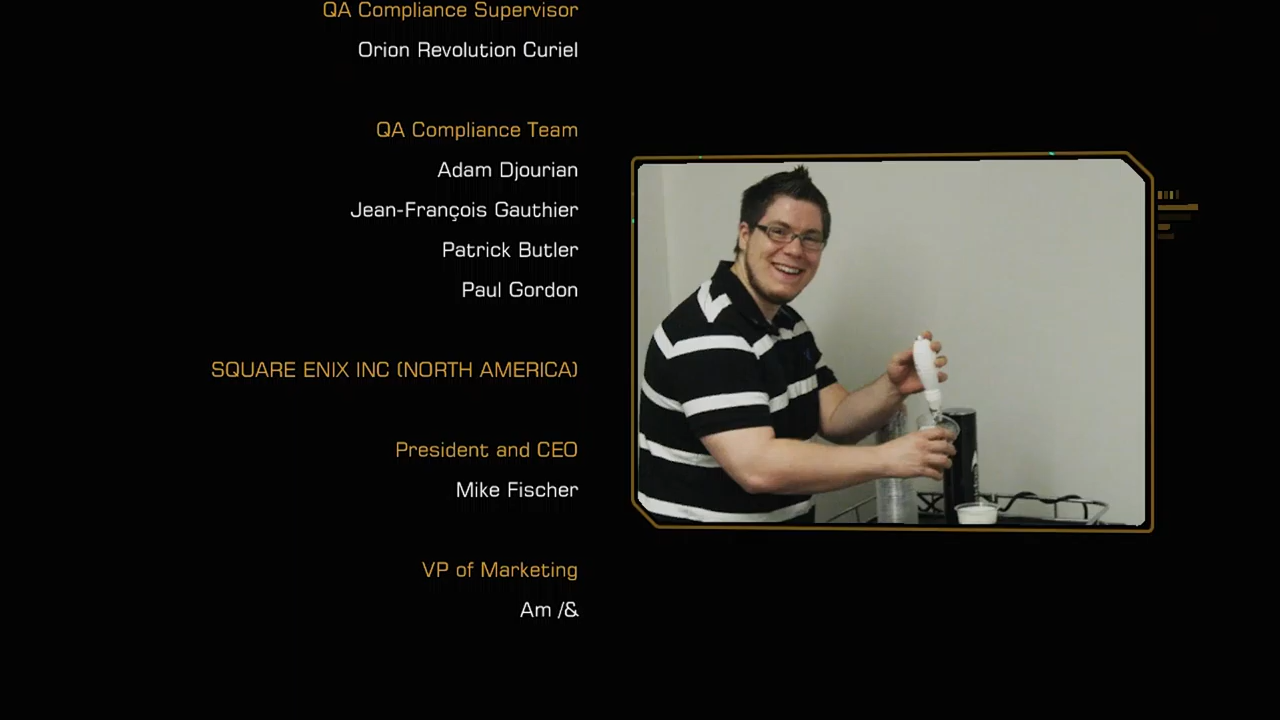 QA Compliance Supervisor
Orion Revolution Curiel
QA Compliance Team
Adam Djourian
Jean-François Gauthier
Patrick Butler
Paul Gordon
SQUARE ENIX INC (NORTH AMERICA)
President and CEO
Mike Fischer
VP of Marketing
Am /&